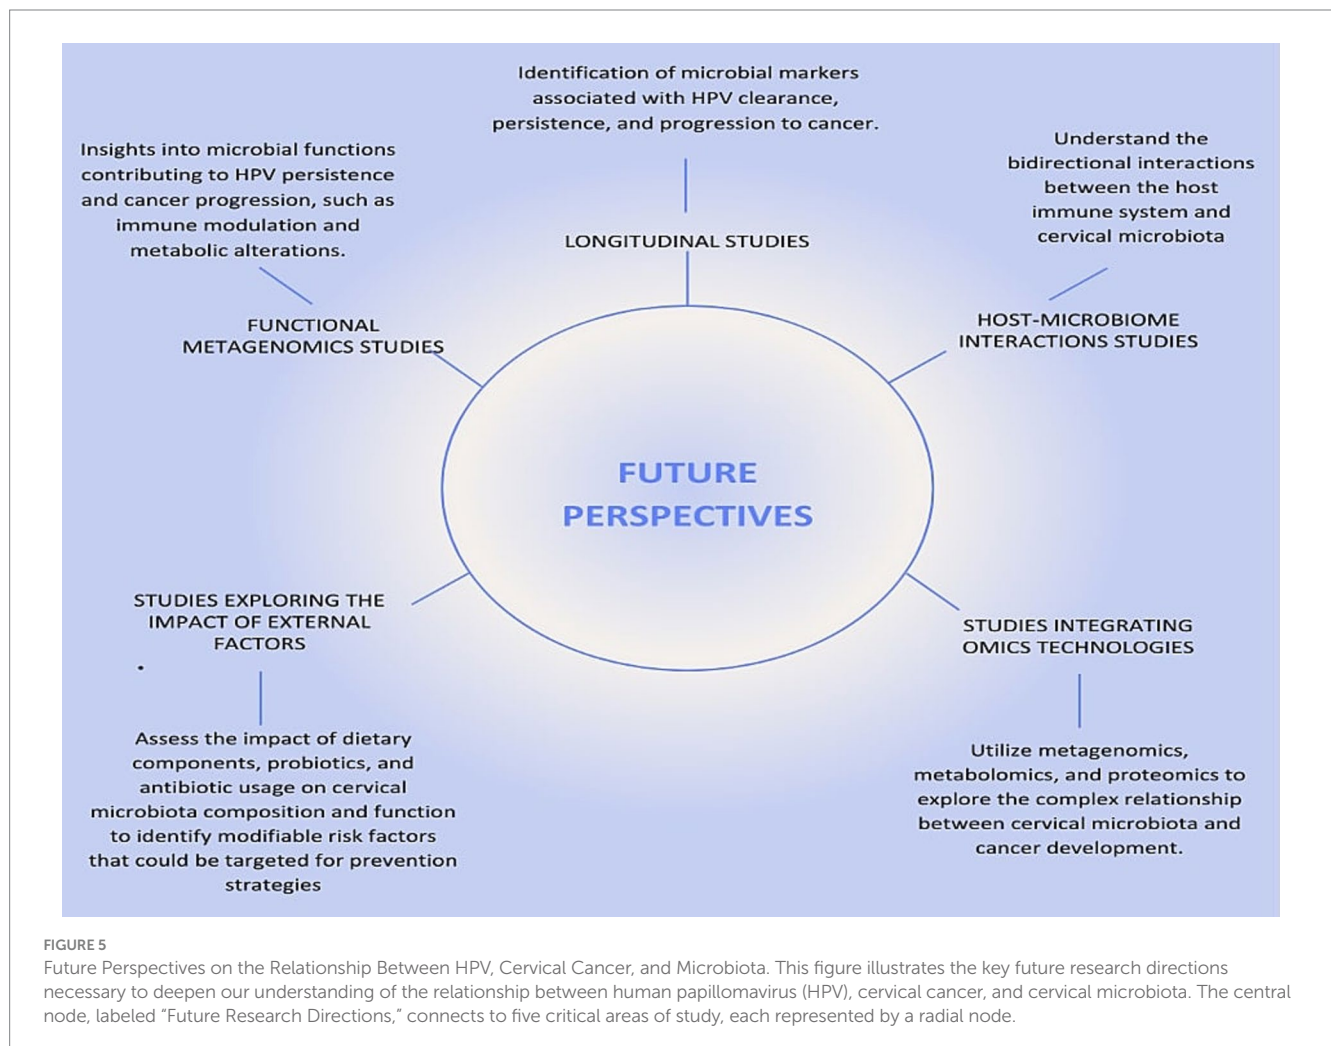 Identification of microbial markers
associated with HPV clearance,
persistence, and progression to cancer.
Insights into microbial functions
contributing to HPV persistence
and cancer progression, such as
immune modulation and
metabolic alterations.
Understand the
bidirectional interactions
between the host
immune system and
cervical microbiota
LONGITUDINAL STUDIES
FUNCTIONAL
METAGENOMICS STUDIES
HOST-MICROBIOME
INTERACTIONS STUDIES
FUTURE
PERSPECTIVES
STUDIES EXPLORING THE
IMPACT OF EXTERNAL
FACTORS
STUDIES INTEGRATING
OMICS TECHNOLOGIES
Assess the impact of dietary
components, probiotics, and
antibiotic usage on cervical
microbiota composition and function
to identify modifiable risk factors
that could be targeted for prevention
strategies
Utilize metagenomics,
metabolomics, and proteomics to
explore the complex relationship
between cervical microbiota and
cancer development.
FIGURE 5
Future Perspectives on the Relationship Between HPV, Cervical Cancer, and Microbiota. This figure illustrates the key future research directions
necessary to deepen our understanding of the relationship between human papillomavirus (HPV), cervical cancer, and cervical microbiota. The central
node, labeled "Future Research Directions," connects to five critical areas of study, each represented by a radial node.